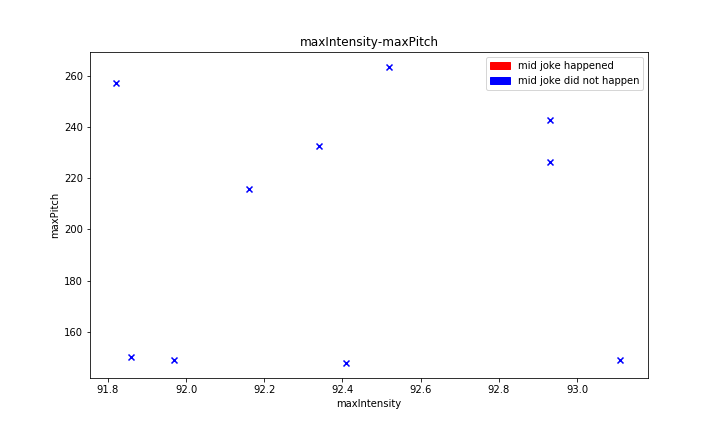 maxIntensity-maxPitch
mid joke happened
mid joke did not happen
260
240
220
200
180
160
maxPitch
91.8 92.0 92.2 92.4 92.6 92.8 93.0
maxIntensity